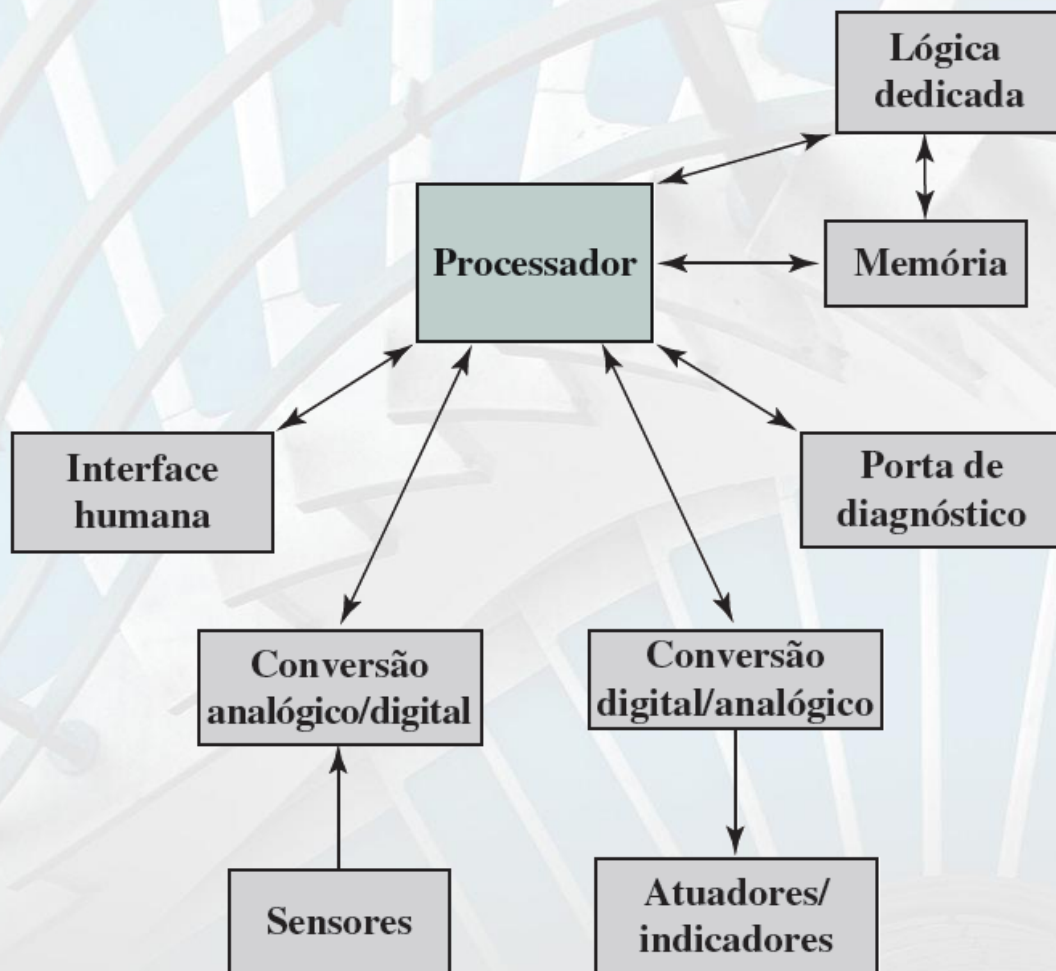 Lógica
dedicada
Processador
Memória
Interface
humana
Porta de
diagnóstico
Conversão
analógico/digital
Conversão
digital/analógico
Sensores
Atuadores/
indicadores